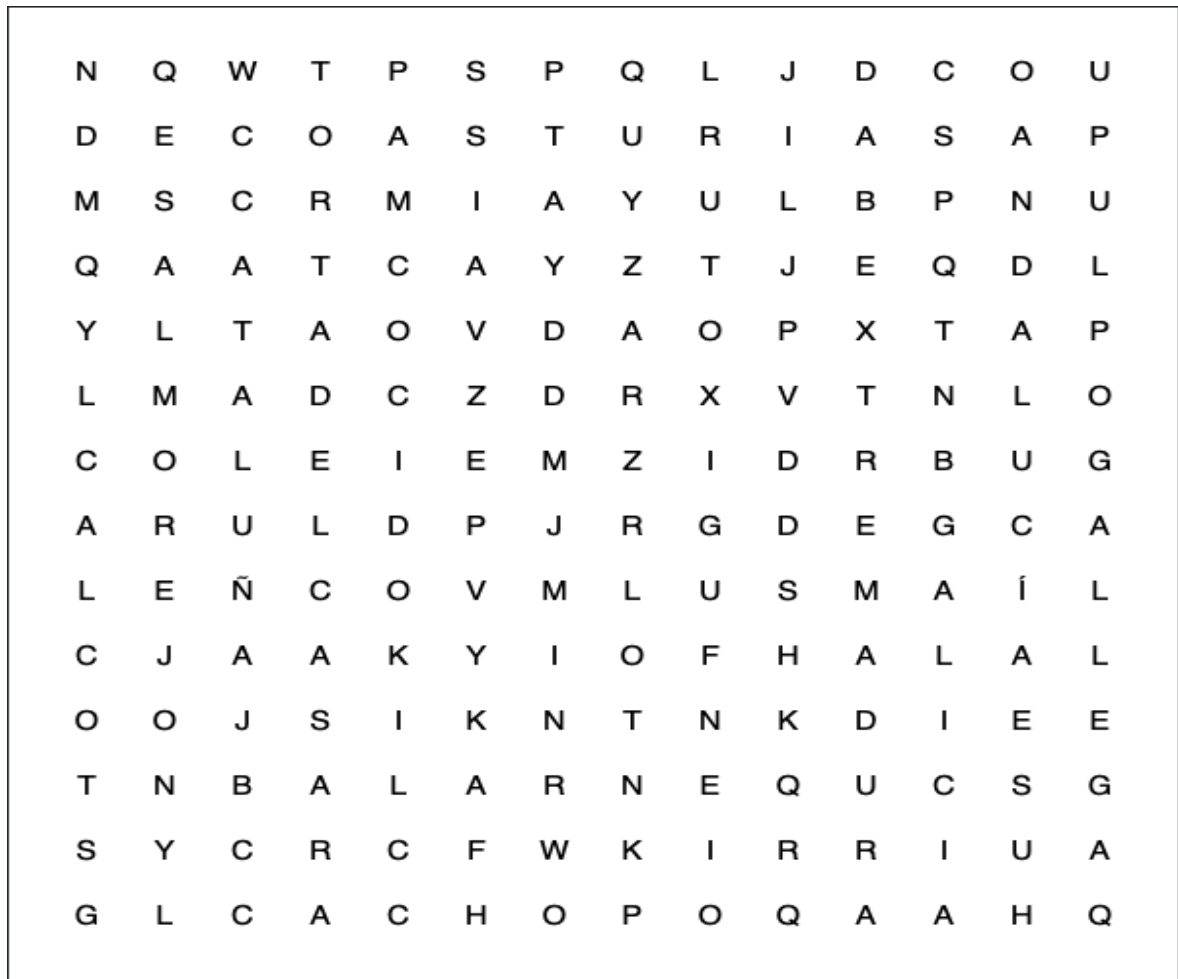 N Q W T P S P Q L J D C O U
D E C O A S T U R I A S A P
M S C R M I A Y U L B P N U
Q A A T C A Y Z T J E Q D L
Y L T A O V D A O P X T A P
L M A D C Z D R X V T N L O
C O L E I E M Z I D R B U G
A R U L D P J R G D E G C A
L E Ñ C O V M L U S M A Í L
C J A A K Y I O F H A L A L
O O J S I K N T N K D I E E
T N B A L A R N E Q U C S G
S Y C R C F W K I R R I U A
G L C A C H O P O Q A A H Q